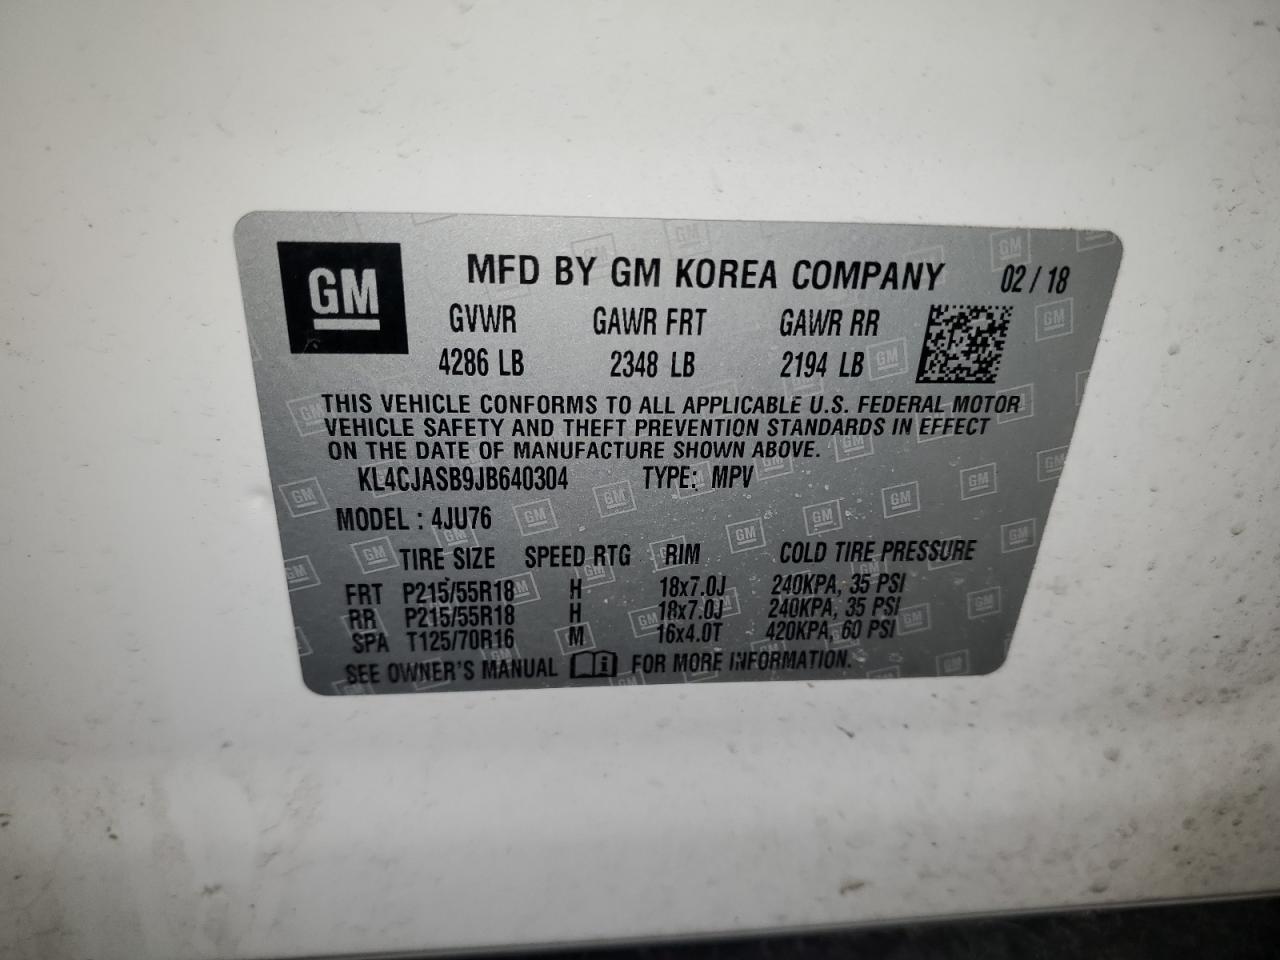 GM
MFD BY GM KOREA COMPANY 02 / 18
GVWR GAWR FRT GAWR RR
4286 LB 2348 LB 2194 LB
THIS VEHICLE CONFORMS TO ALL APPLICABLE U.S. FEDERAL MOTOR
VEHICLE SAFETY AND THEFT PREVENTION STANDARDS IN EFFECT
ON THE DATE OF MANUFACTURE SHOWN ABOVE.
KL4CJASB9JB640304 TYPE: MPV
MODEL : 4JU76
TIRE SIZE SPEED RTG RIM COLD TIRE PRESSURE
FRT P215/55R18 H 18x7.0J 240KPA, 35 PSI
RR P215/55R18 H 18x7.0J 240KPA, 35 PSI
SPA T125/70R16 M 16x4.0T 420KPA, 60 PSI
SEE OWNER'S MANUAL FOR MORE INFORMATION.